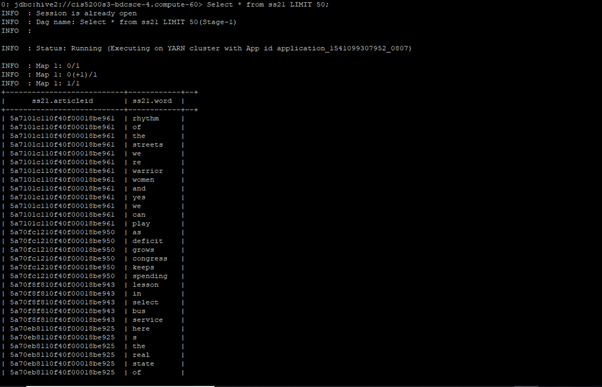 0: jdbc:hive2://cis5200s3-bdcsce-4.compute-60> Select * from ss21 LIMIT 50;
INFO  : Session is already open
INFO  : Dag name: Select * from ss21 LIMIT 50(Stage-1)
INFO  :
INFO  : Status: Running (Executing on YARN cluster with App id application_1541099307952_0807)
INFO  : Map 1: 0/1
INFO  : Map 1: 0(+1)/1
INFO  : Map 1: 1/1
+---------------------------+------------+--+
|      ss21.articleid       | ss21.word  |
+---------------------------+------------+--+
| 5a7101c110f40f00018be961  | rhythm     |
| 5a7101c110f40f00018be961  | of         |
| 5a7101c110f40f00018be961  | the        |
| 5a7101c110f40f00018be961  | streets    |
| 5a7101c110f40f00018be961  | we         |
| 5a7101c110f40f00018be961  | re         |
| 5a7101c110f40f00018be961  | warrior    |
| 5a7101c110f40f00018be961  | women      |
| 5a7101c110f40f00018be961  | and        |
| 5a7101c110f40f00018be961  | yes        |
| 5a7101c110f40f00018be961  | we         |
| 5a7101c110f40f00018be961  | can        |
| 5a7101c110f40f00018be961  | play       |
| 5a70fc1210f40f00018be950  | as         |
| 5a70fc1210f40f00018be950  | deficit    |
| 5a70fc1210f40f00018be950  | grows      |
| 5a70fc1210f40f00018be950  | congress   |
| 5a70fc1210f40f00018be950  | keeps      |
| 5a70fc1210f40f00018be950  | spending   |
| 5a70f8f810f40f00018be943  | lesson     |
| 5a70f8f810f40f00018be943  | in         |
| 5a70f8f810f40f00018be943  | select     |
| 5a70f8f810f40f00018be943  | bus        |
| 5a70f8f810f40f00018be943  | service    |
| 5a70eb8110f40f00018be925  | here       |
| 5a70eb8110f40f00018be925  | s          |
| 5a70eb8110f40f00018be925  | the        |
| 5a70eb8110f40f00018be925  | real       |
| 5a70eb8110f40f00018be925  | state      |
| 5a70eb8110f40f00018be925  | of         |